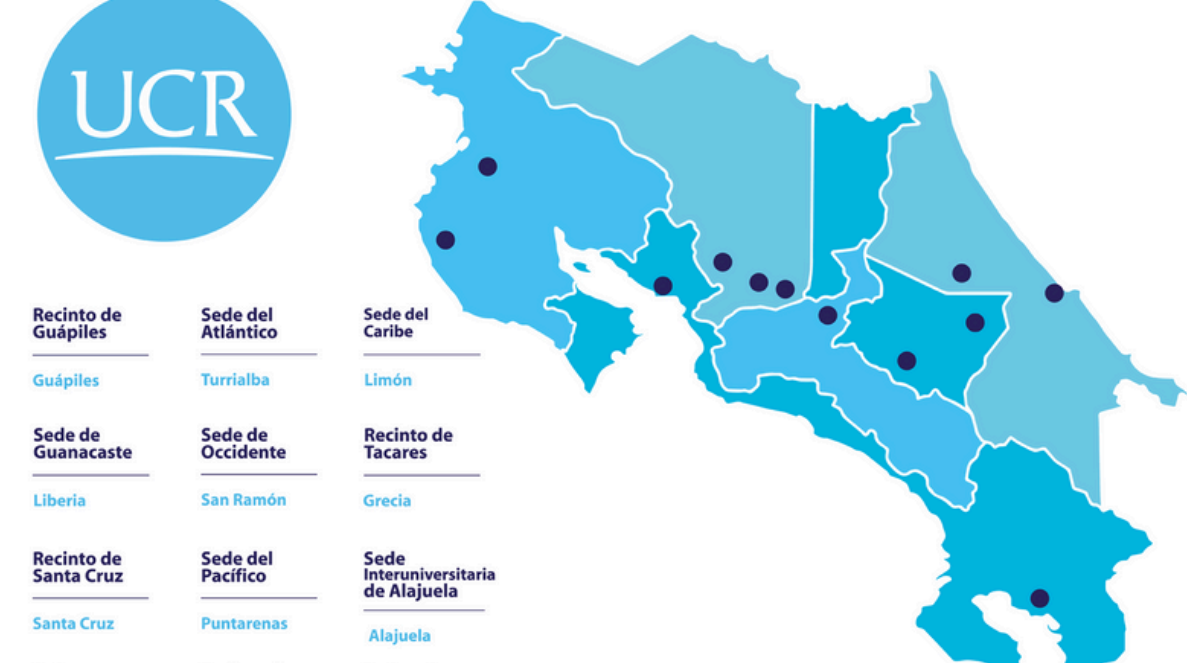 UCR
Recinto de
Guápiles
Guápiles
Sede del
Atlántico
Turrialba
Sede del
Caribe
Limón
Sede de
Guanacaste
Liberia
Sede de
Occidente
San Ramón
Recinto de
Tacares
Grecia
Recinto de
Santa Cruz
Santa Cruz
Sede del
Pacífico
Puntarenas
Sede
Interuniversitaria
de Alajuela
Alajuela